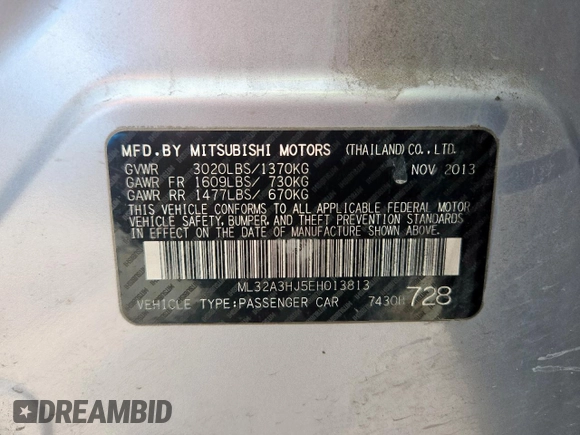 MFD.BY MITSUBISHI MOTORS (THAILAND) CO., LTD.
GVWR 3020LBS/1370KG NOV 2013
GAWR FR 1609LBS/ 730KG
GAWR RR 1477LBS/ 670KG
THIS VEHICLE CONFORMS TO ALL APPLICABLE FEDERAL MOTOR
VEHICLE SAFETY, BUMPER, AND THEFT PREVENTION STANDARDS
IN EFFECT ON THE DATE OF MANUFACTURE SHOWN ABOVE.
ML32A3HJ5EH013813
VEHICLE TYPE:PASSENGER CAR 7430H 728
DREAMBID